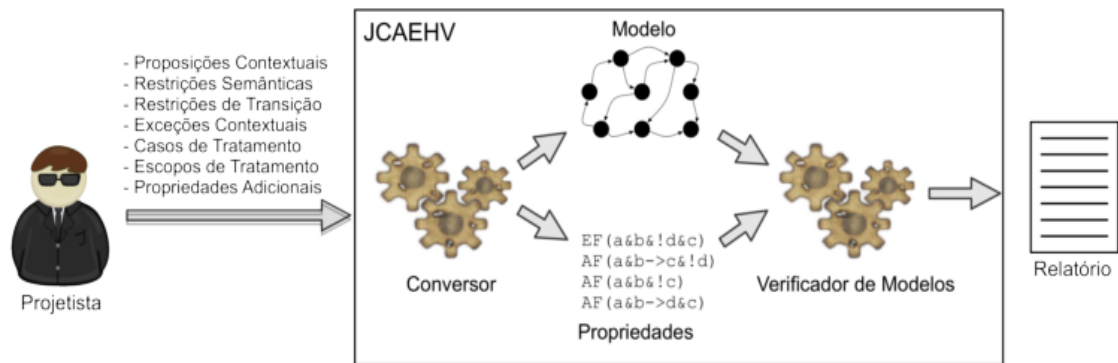 JCAEHV
Modelo
- Proposições Contextuais
- Restrições Semânticas
- Restrições de Transição
- Exceções Contextuais
- Casos de Tratamento
- Escopos de Tratamento
- Propriedades Adicionais
Projetista
Conversor
EF(a&b&!d&c)
AF(a&b->c&!d)
AF(a&b&!c)
AF(a&b->d&c)
Propriedades
Verificador de Modelos
Relatório